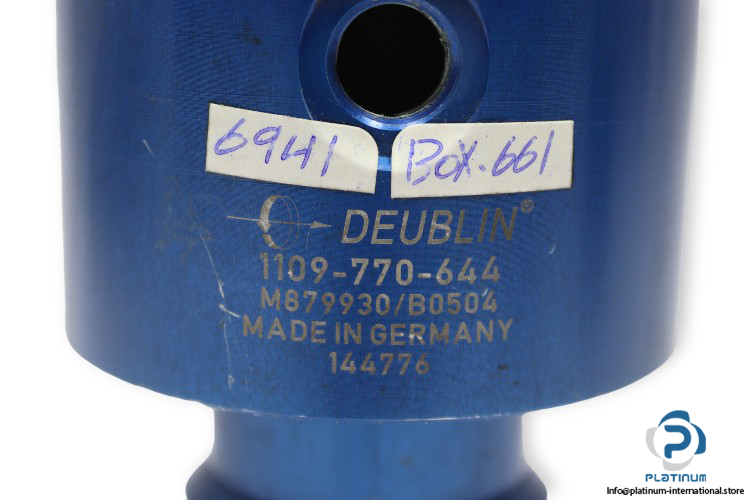 6941
Box.661
DEUBLIN®
1109-770-644
M879930/B0504
MADE IN GERMANY
144776
PLATINUM
Info@platinum-international.store